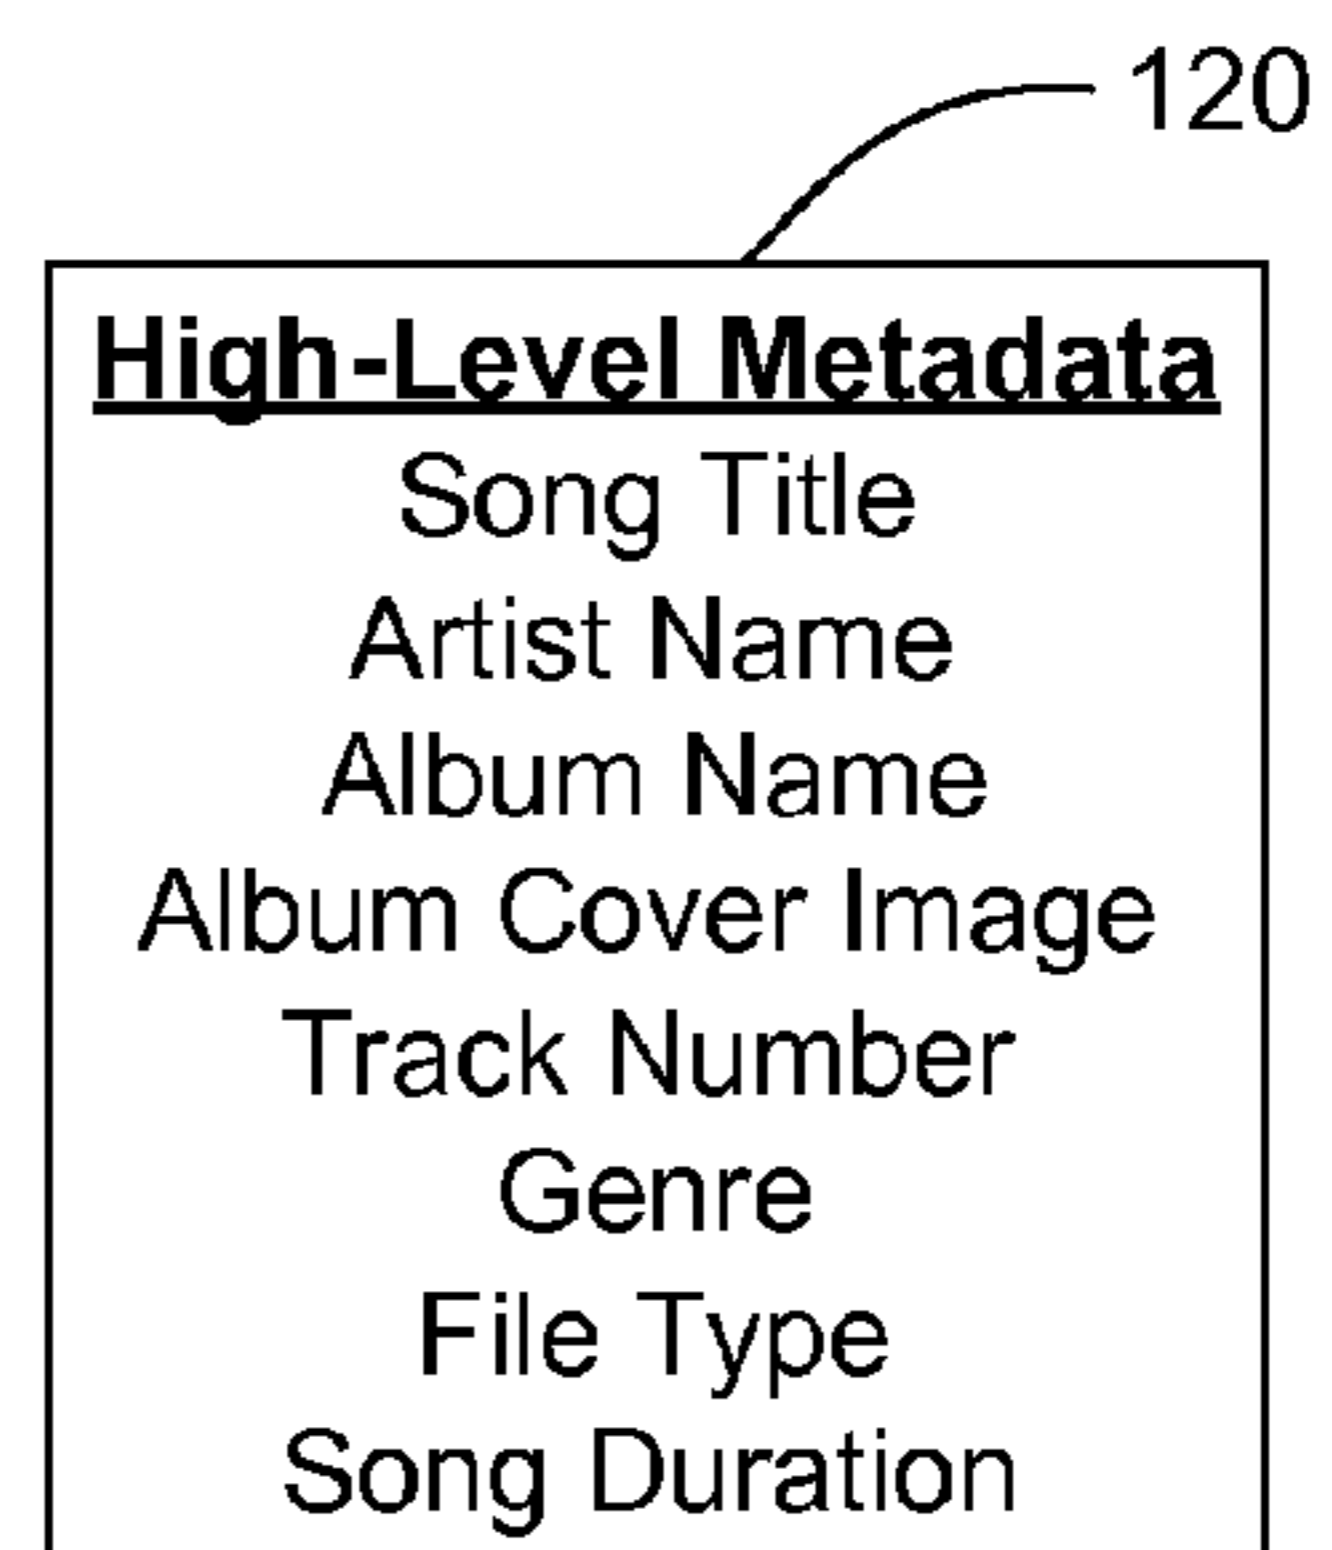 120
High-Level Metadata
Song Title
Artist Name
Album Name
Album Cover Image
Track Number
Genre
File Type
Song Duration